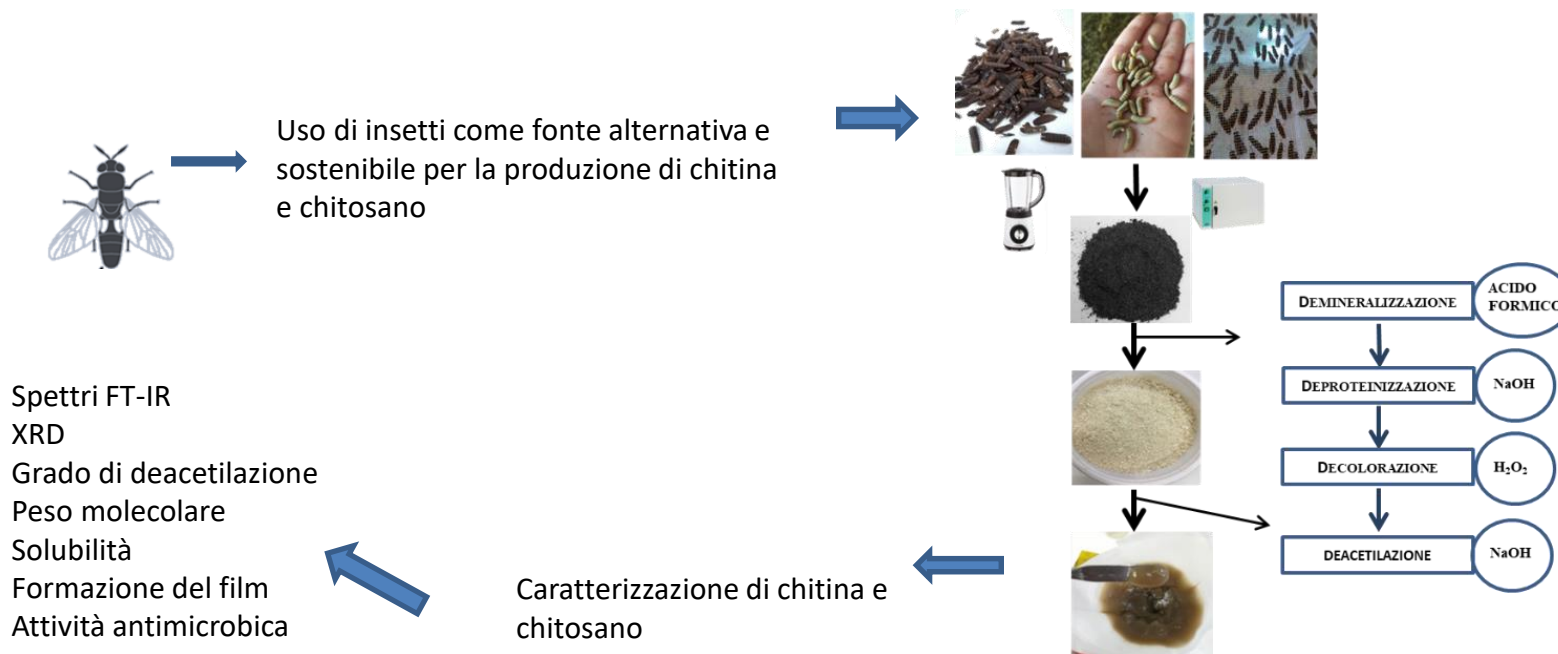 Uso di insetti come fonte alternativa e
sostenibile per la produzione di chitina
e chitosano
DEMINERALIZZAZIONE
ACIDO
FORMICO
DEPROTEINIZZAZIONE
NaOH
DECOLORAZIONE
H₂O₂
DEACETILAZIONE
NaOH
Caratterizzazione di chitina e
chitosano
Spettri FT-IR
XRD
Grado di deacetilazione
Peso molecolare
Solubilità
Formazione del film
Attività antimicrobica